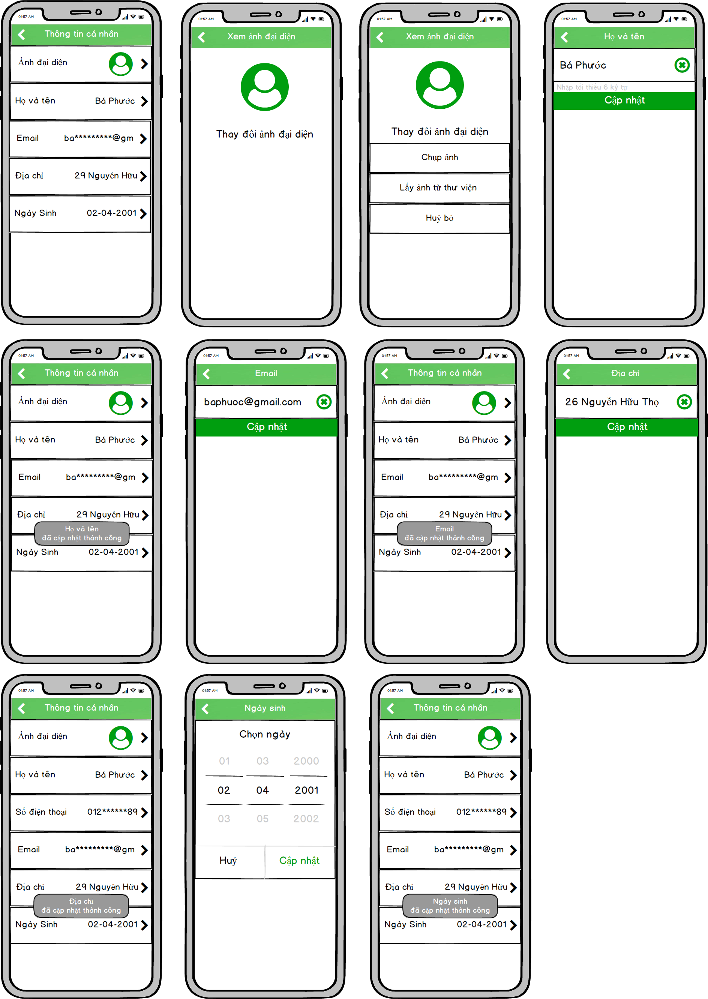 01:57 AM
Thông tin cá nhân
Ảnh đại diện
Họ và tên Bá Phước
Email ba*********@gm
Địa chỉ 29 Nguyên Hữu
Ngày Sinh 02-04-2001
01:57 AM
Xem ảnh đại diện
Thay đôi ảnh đại diện
01:57 AM
Xem ảnh đại diện
Thay đôi ảnh đại diện
Chụp ảnh
Lấy ảnh từ thư viện
Huỷ bỏ
01:57 AM
Họ và tên
Bá Phước
Nhập tối thiều 6 ký tự
Cập nhật
01:57 AM
Thông tin cá nhân
Ảnh đại diện
Họ và tên Bá Phước
Email ba*********@gm
Địa chỉ 29 Nguyên Hữu
Họ và tên
đã cập nhật thành công
Ngày Sinh 02-04-2001
01:57 AM
Email
baphuoc@gmail.com
Cập nhật
01:57 AM
Thông tin cá nhân
Ảnh đại diện
Họ và tên Bá Phước
Email ba*********@gm
Địa chỉ 29 Nguyên Hữu
Email
đã cập nhật thành công
Ngày Sinh 02-04-2001
01:57 AM
Địa chỉ
26 Nguyễn Hữu Thọ
Cập nhật
01:57 AM
Thông tin cá nhân
Ảnh đại diện
Họ và tên Bá Phước
Số điện thoại 012******89
Email ba*********@gm
Địa chỉ 29 Nguyên Hữu
Địa chỉ
đã cập nhật thành công
Ngày Sinh 02-04-2001
01:57 AM
Ngày sinh
Chọn ngày
01 03 2000
02 04 2001
03 05 2002
Huỷ Cập nhật
01:57 AM
Thông tin cá nhân
Ảnh đại diện
Họ và tên Bá Phước
Số điện thoại 012******89
Email ba*********@gm
Địa chỉ 29 Nguyên Hữu
Ngày sinh
đã cập nhật thành công
Ngày Sinh 02-04-2001